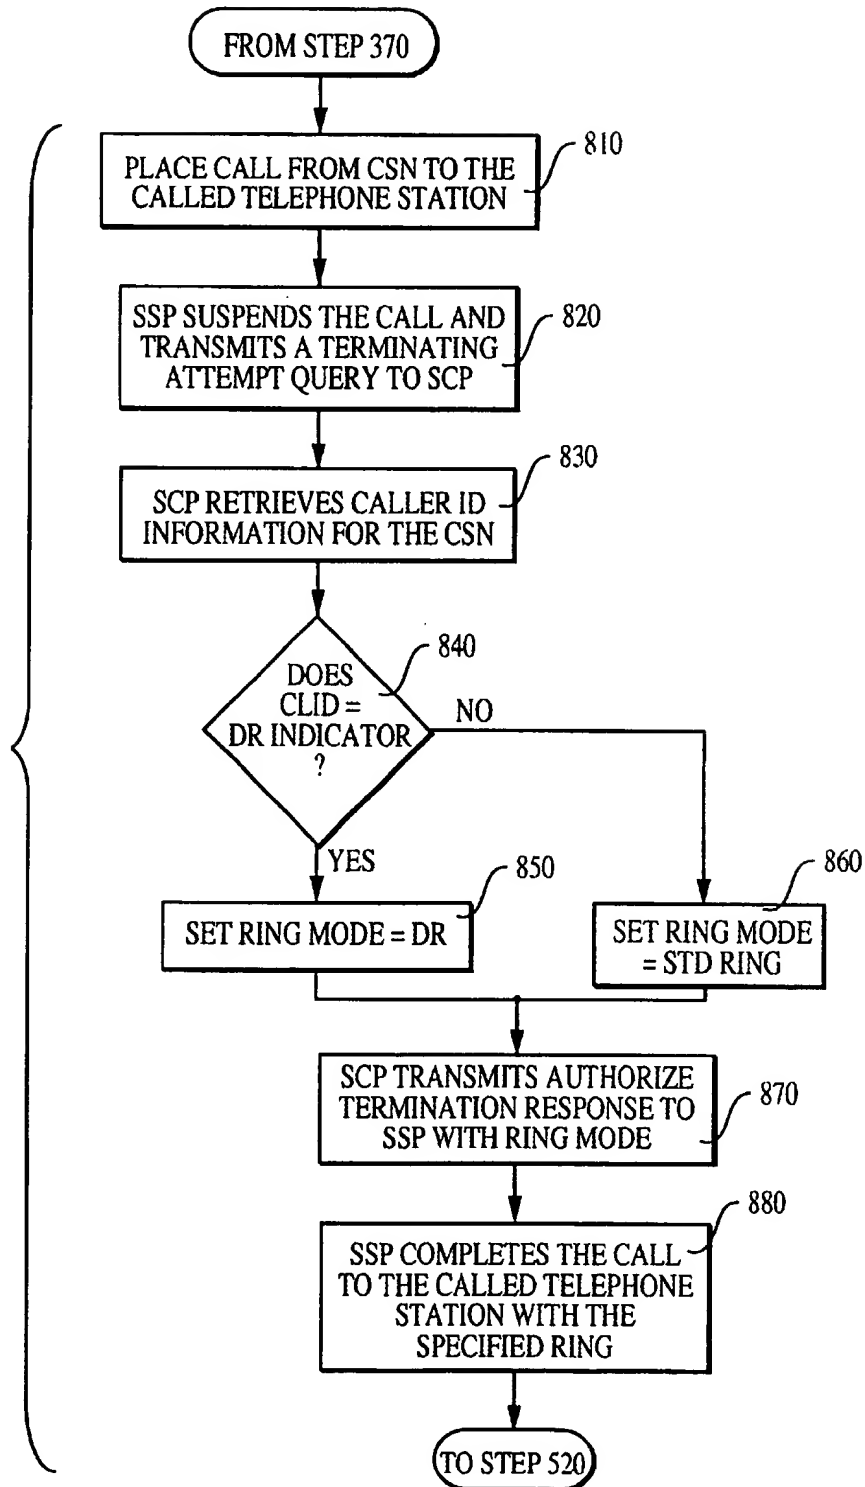 FROM STEP 370
810
PLACE CALL FROM CSN TO THE
CALLED TELEPHONE STATION
820
SSP SUSPENDS THE CALL AND
TRANSMITS A TERMINATING
ATTEMPT QUERY TO SCP
830
SCP RETRIEVES CALLER ID
INFORMATION FOR THE CSN
840
DOES
CLID =
DR INDICATOR
?
NO
YES
850
SET RING MODE = DR
860
SET RING MODE
= STD RING
SCP TRANSMITS AUTHORIZE
TERMINATION RESPONSE TO
SSP WITH RING MODE
870
880
SSP COMPLETES THE CALL
TO THE CALLED TELEPHONE
STATION WITH THE
SPECIFIED RING
TO STEP 520